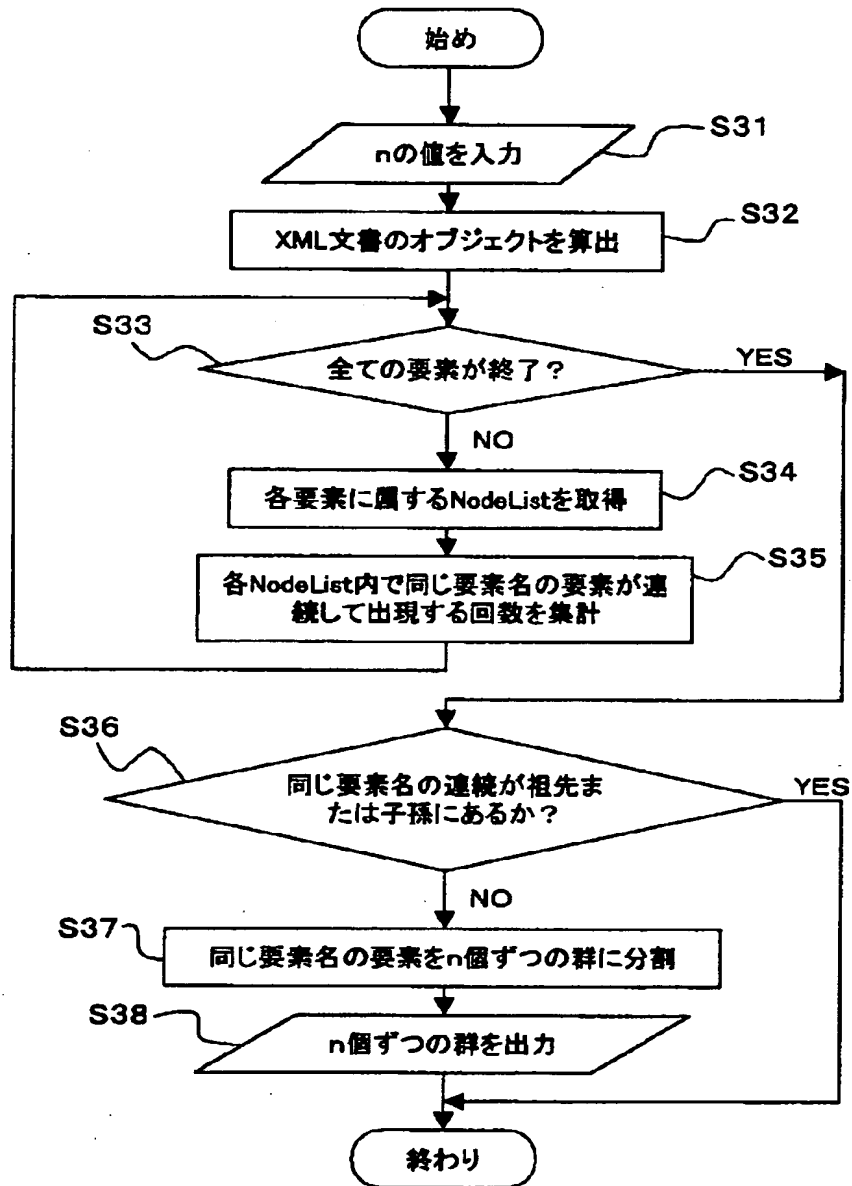 始め
S31
nの値を入力
S32
XML文書のオブジェクトを算出
S33
全ての要素が終了？
YES
NO
S34
各要素に属するNodeListを取得
S35
各NodeList内で同じ要素名の要素が連
続して出現する回数を集計
S36
同じ要素名の連続が祖先ま
たは子孫にあるか？
YES
NO
S37
同じ要素名の要素をn個ずつの群に分割
S38
n個ずつの群を出力
終わり